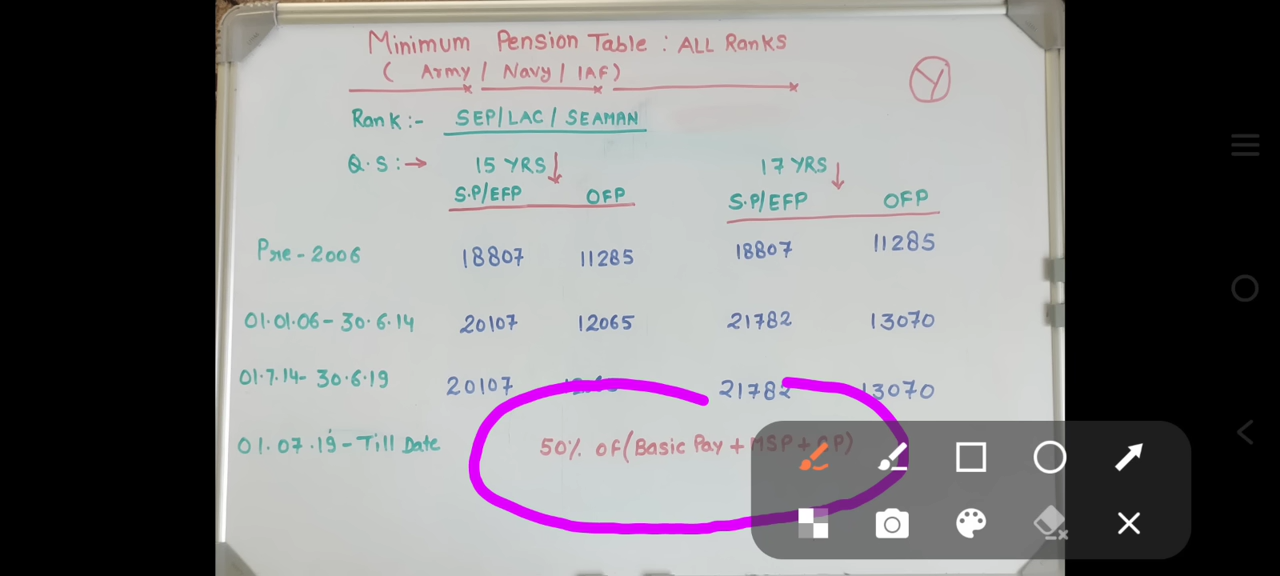 Minimum Pension Table : ALL Ranks
( Army / Navy / IAF)
Y
Rank :- SEP/LAC / SEAMAN
Q.S :→ 15 YRS 17 YRS
S.P/EFP OFP S.P/EFP OFP
Pre-2006 18807 11285 18807 11285
01.01.06 - 30.6.14 20107 12065 21782 13070
01.7.14 - 30.6.19 20107 21782 13070
01.07.19 - Till Date 50% OF (Basic Pay + MSP +